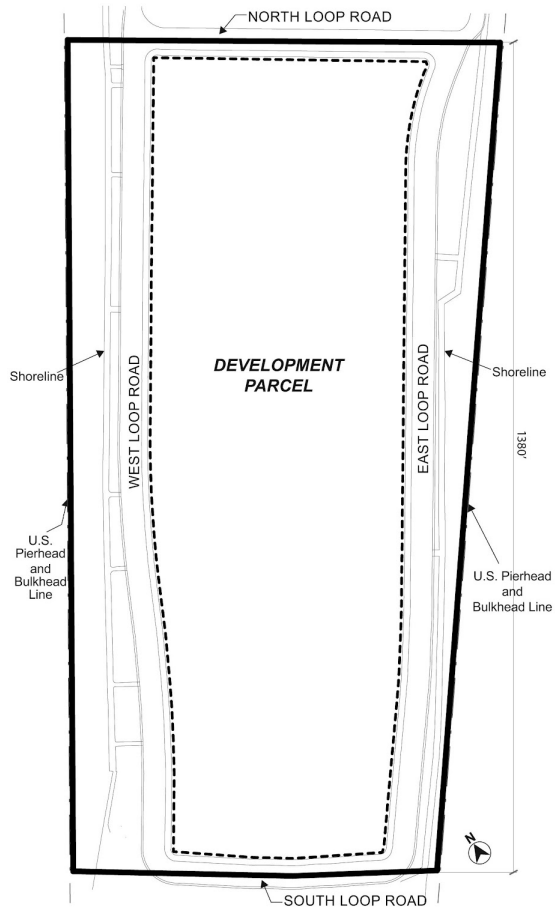 NORTH LOOP ROAD
DEVELOPMENT
PARCEL
WEST LOOP ROAD
EAST LOOP ROAD
Shoreline
Shoreline
1380'
U.S.
Pierhead
and
Bulkhead
Line
U.S. Pierhead
and
Bulkhead Line
N
SOUTH LOOP ROAD